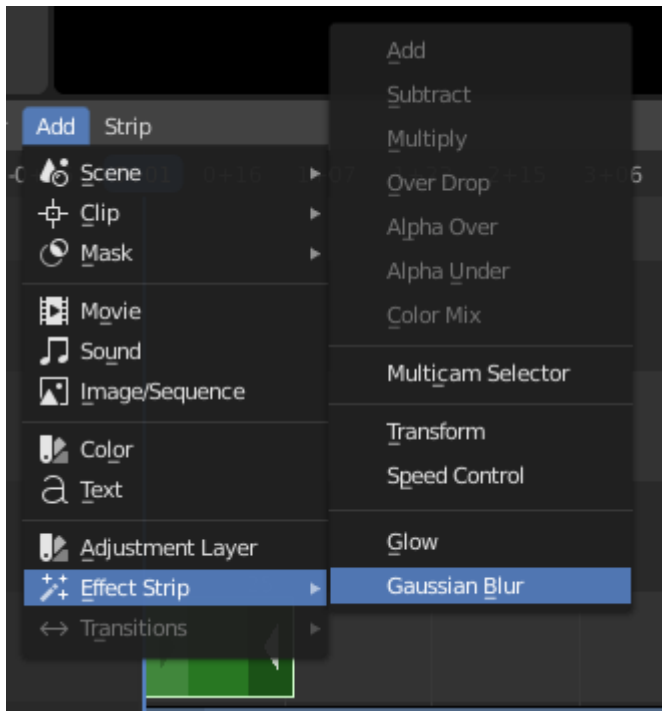 Add Strip
Scene
Clip
Mask
Movie
Sound
Image/Sequence
Color
Text
Adjustment Layer
Effect Strip
Transitions
Add
Subtract
Multiply
Over Drop
Alpha Over
Alpha Under
Color Mix
Multicam Selector
Transform
Speed Control
Glow
Gaussian Blur